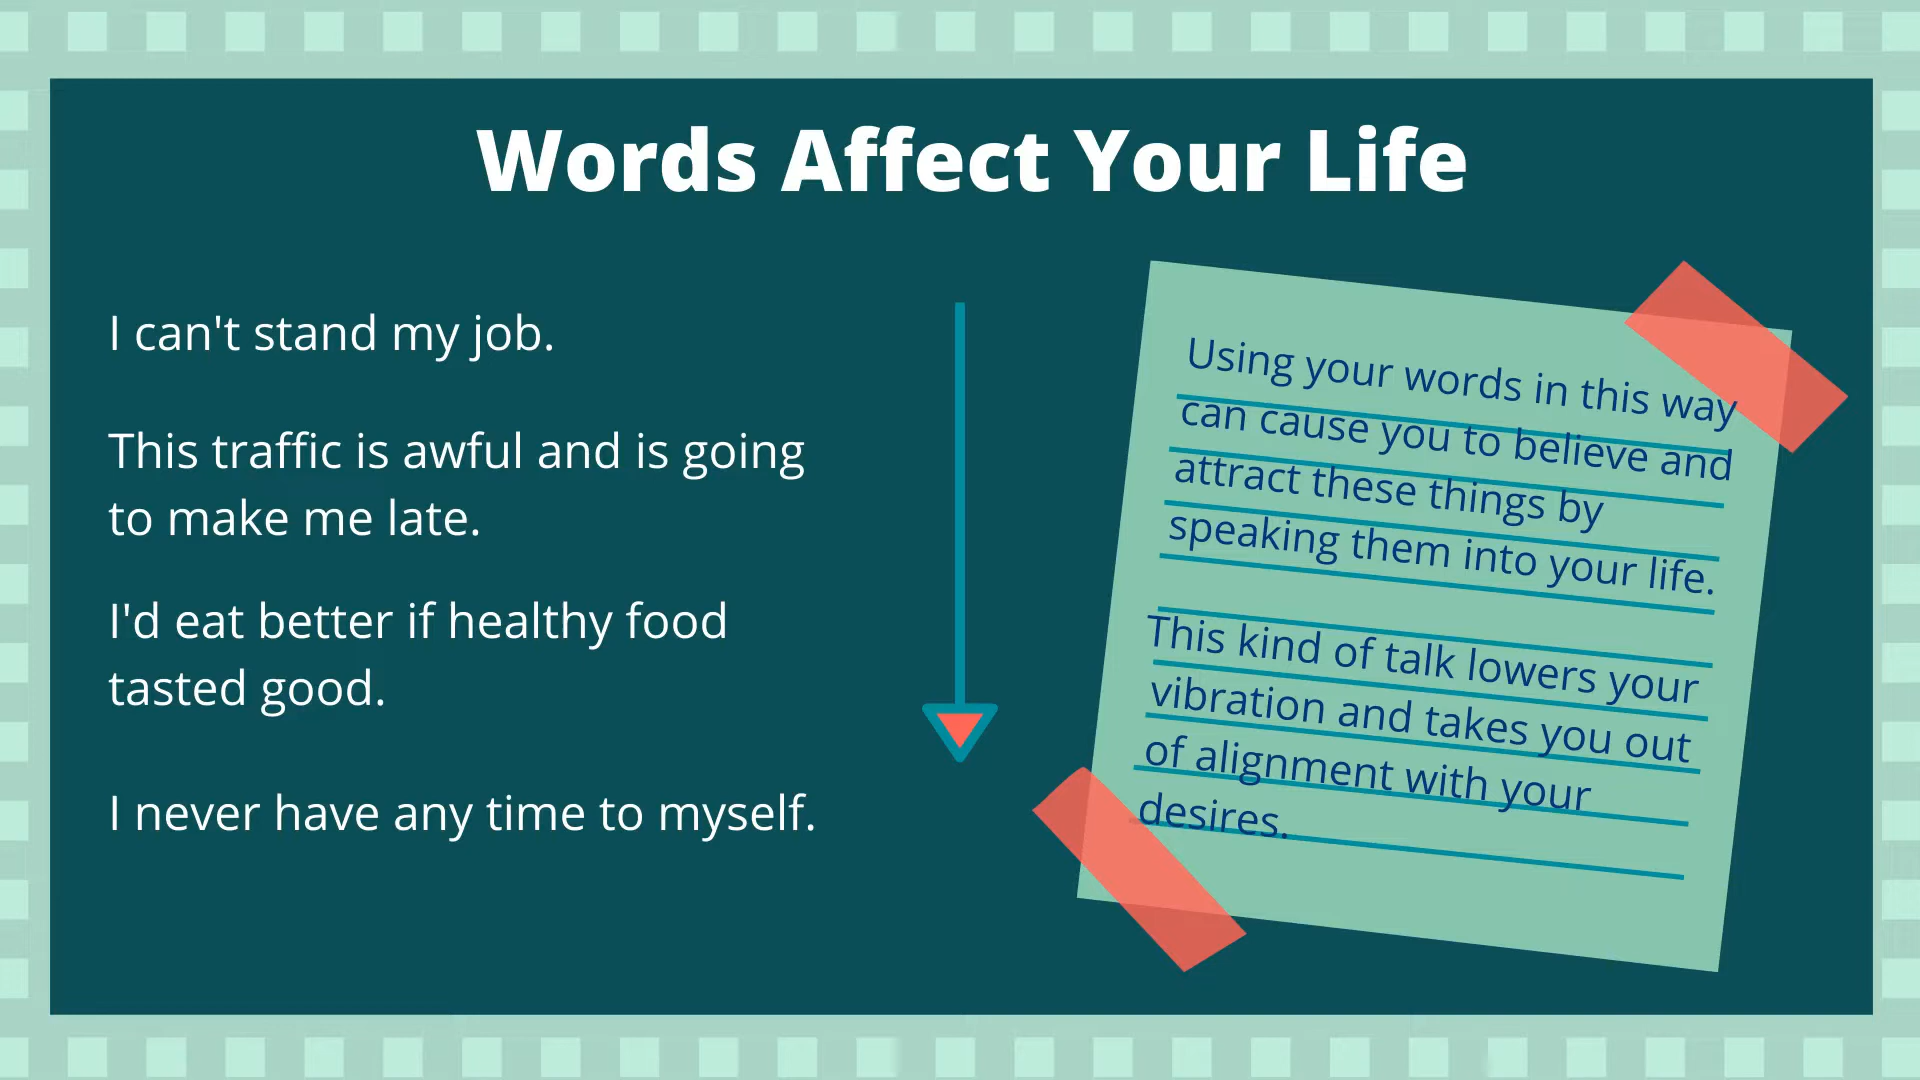 Words Affect Your Life
I can't stand my job.
This traffic is awful and is going
to make me late.
I'd eat better if healthy food
tasted good.
I never have any time to myself.
Using your words in this way
can cause you to believe and
attract these things by
speaking them into your life.
This kind of talk lowers your
vibration and takes you out
of alignment with your
desires.